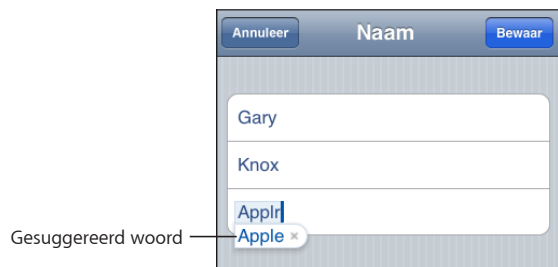 Annuleer Naam Bewaar
Gary
Knox
Applr
Gesuggereerd woord Apple ×